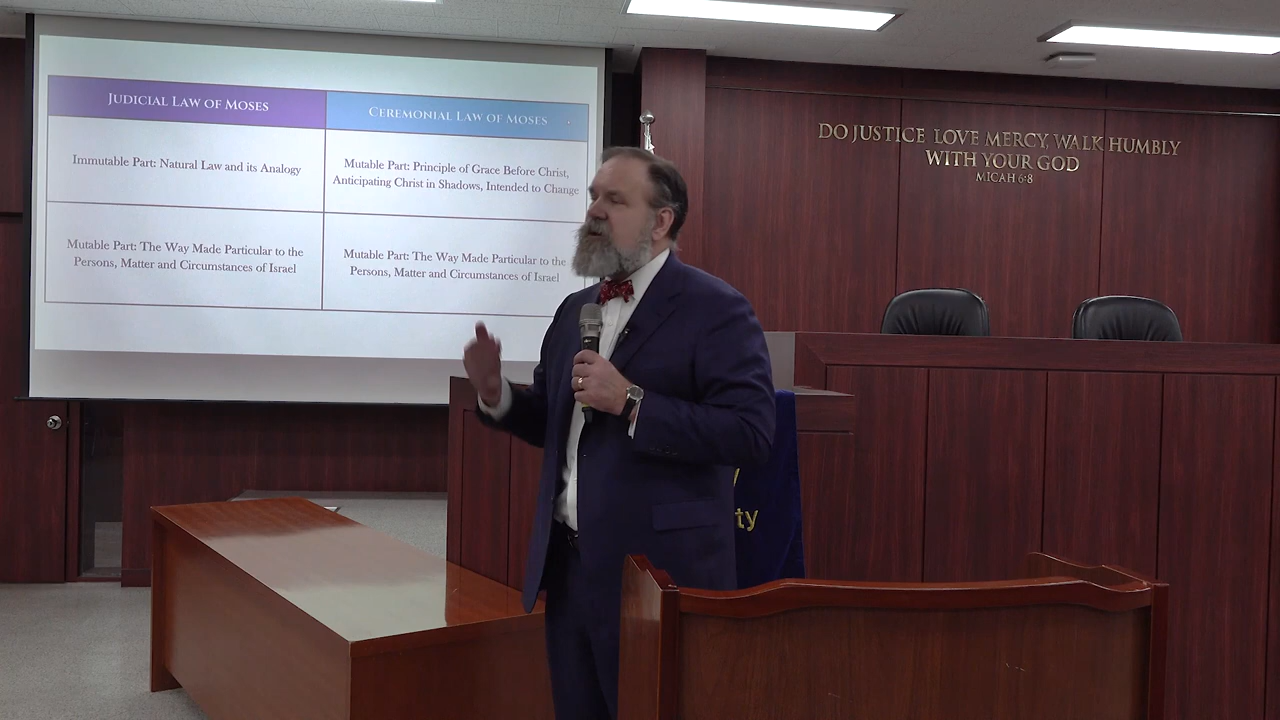 JUDICIAL LAW OF MOSES
CEREMONIAL LAW OF MOSES
Immutable Part: Natural Law and its Analogy
Mutable Part: Principle of Grace Before Christ,
Anticipating Christ in Shadows, Intended to Change
Mutable Part: The Way Made Particular to the
Persons, Matter and Circumstances of Israel
Mutable Part: The Way Made Particular to the
Persons, Matter and Circumstances of Israel
DO JUSTICE LOVE MERCY, WALK HUMBLY
WITH YOUR GOD
MICAH 6:8
ty